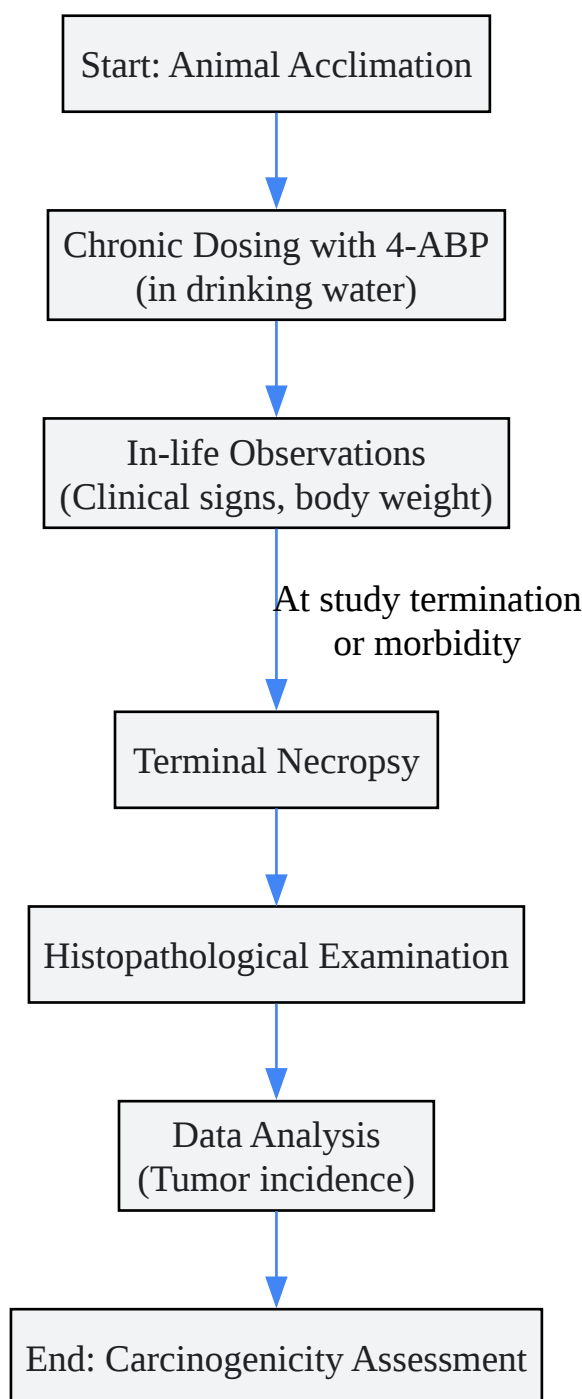 Start: Animal Acclimation
Chronic Dosing with 4-ABP
(in drinking water)
In-life Observations
(Clinical signs, body weight)
At study termination
or morbidity
Terminal Necropsy
Histopathological Examination
Data Analysis
(Tumor incidence)
End: Carcinogenicity Assessment